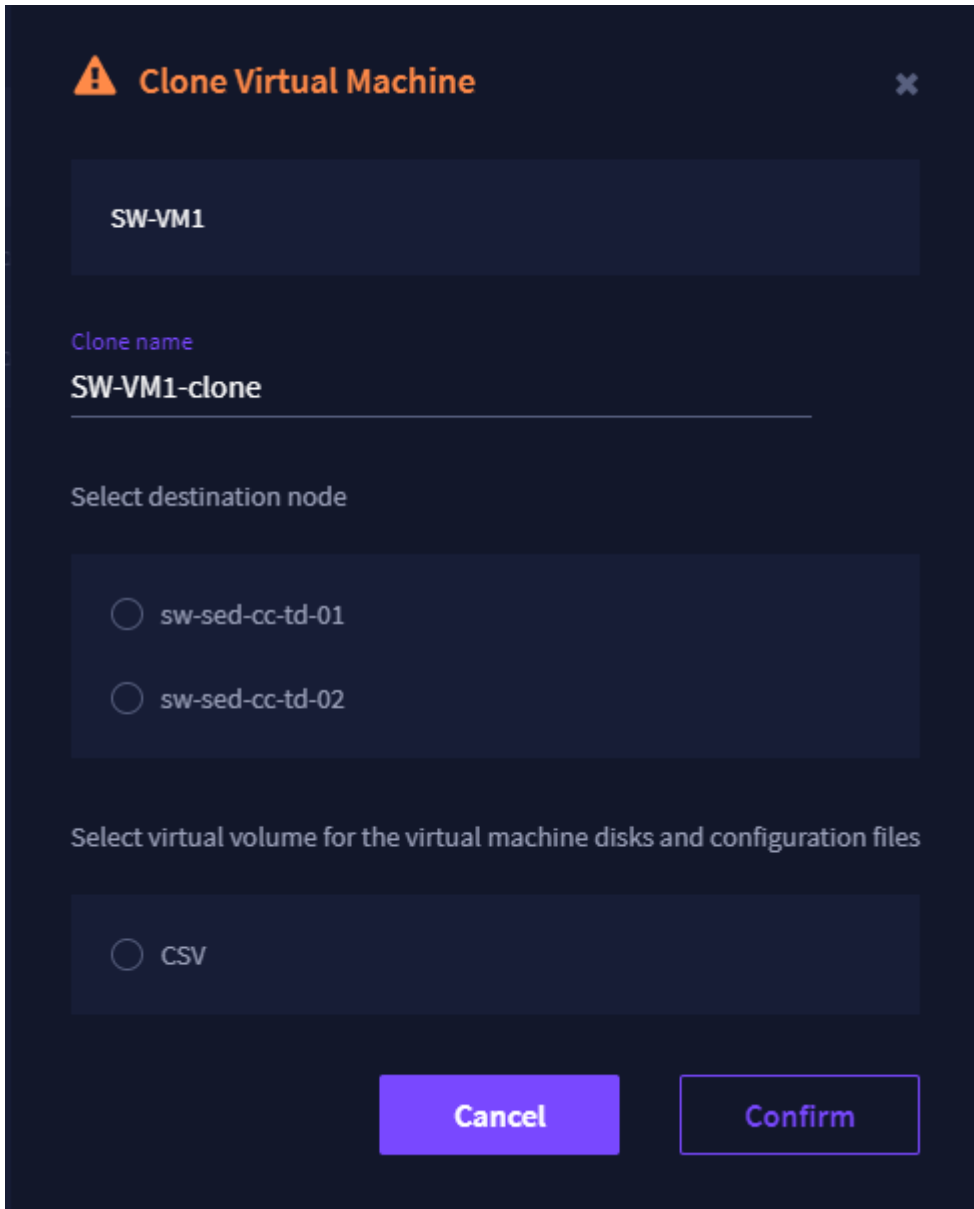 Clone Virtual Machine
SW-VM1
Clone name
SW-VM1-clone
Select destination node
sw-sed-cc-td-01
sw-sed-cc-td-02
Select virtual volume for the virtual machine disks and configuration files
CSV
Cancel
Confirm